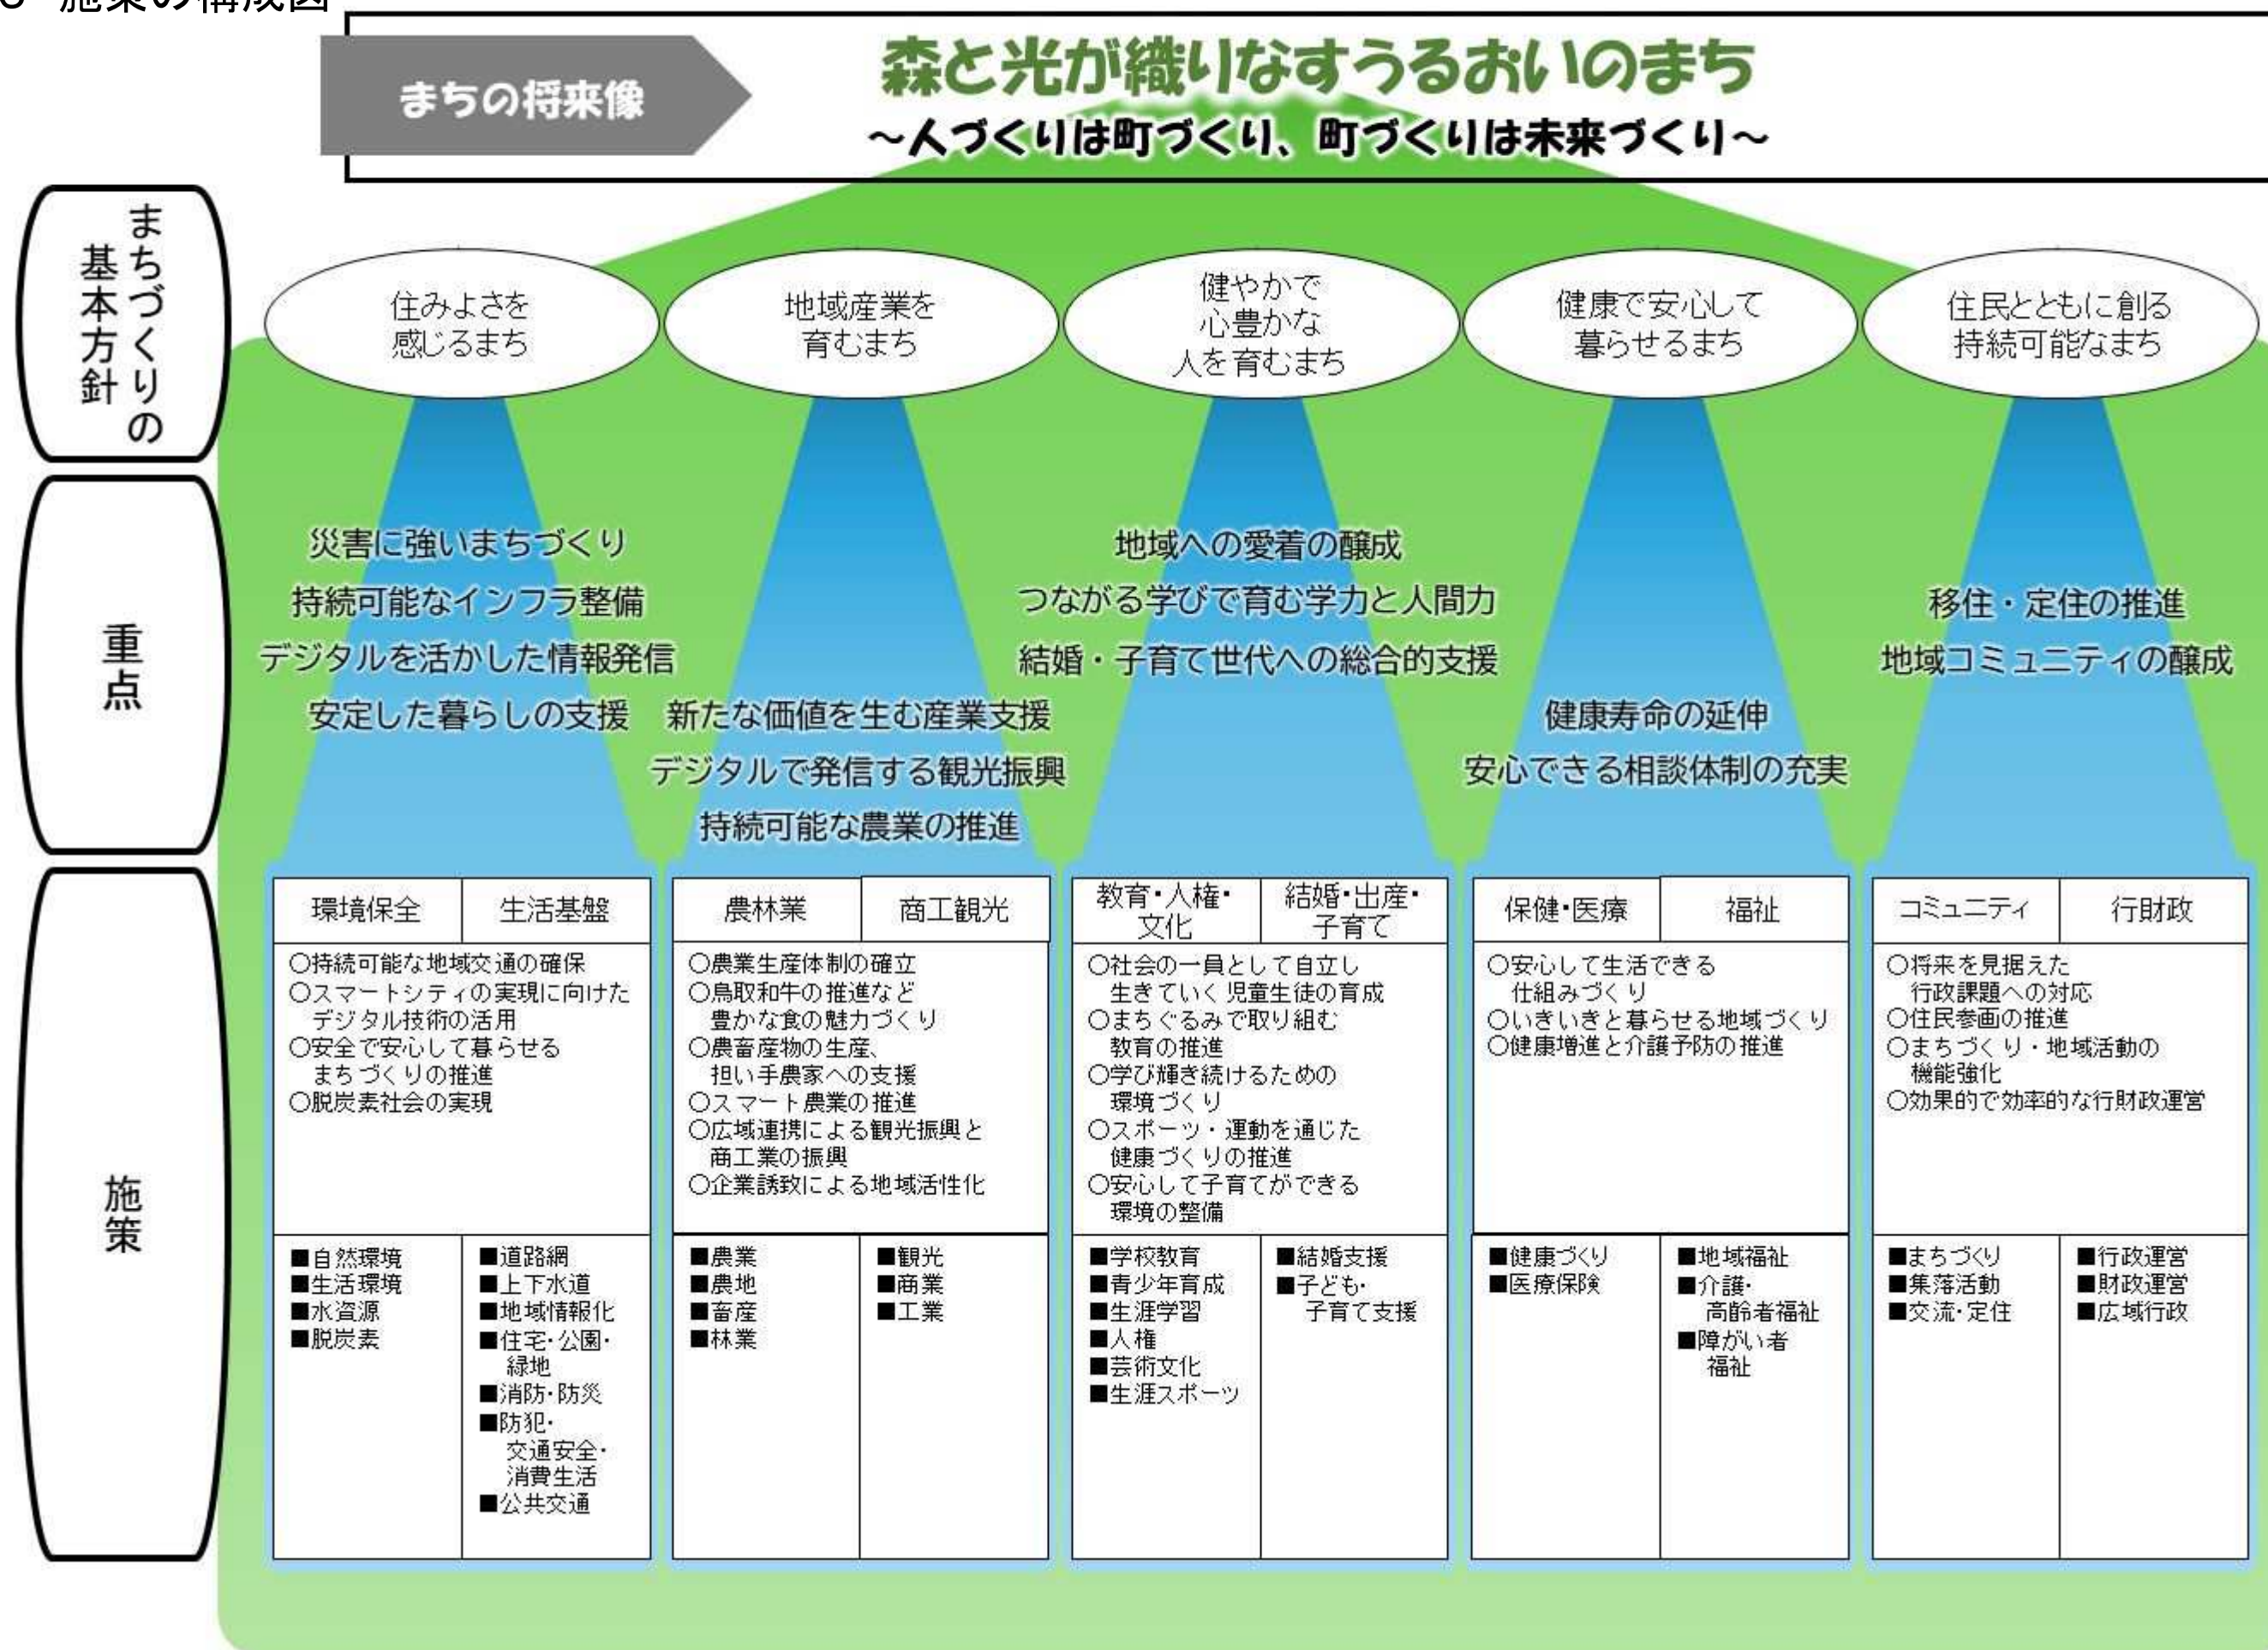 施策の構成図
まちの将来像
森と光が織りなすうるおいのまち
～人づくりは町づくり、町づくりは未来づくり～
まちづくりの
基本方針
住みよさを
感じるまち
地域産業を
育むまち
健やかで
心豊かな
人を育むまち
健康で安心して
暮らせるまち
住民とともに創る
持続可能なまち
重点
災害に強いまちづくり
持続可能なインフラ整備
デジタルを活かした情報発信
安定した暮らしの支援
新たな価値を生む産業支援
デジタルで発信する観光振興
持続可能な農業の推進
地域への愛着の醸成
つながる学びで育む学力と人間力
結婚・子育て世代への総合的支援
健康寿命の延伸
安心できる相談体制の充実
移住・定住の推進
地域コミュニティの醸成
施策
環境保全
生活基盤
○持続可能な地域交通の確保
○スマートシティの実現に向けた
デジタル技術の活用
○安全で安心して暮らせる
まちづくりの推進
○脱炭素社会の実現
■自然環境
■生活環境
■水資源
■脱炭素
■道路網
■上下水道
■地域情報化
■住宅・公園・
緑地
■消防・防災
■防犯・
交通安全・
消費生活
■公共交通
農林業
商工観光
○農業生産体制の確立
○鳥取和牛の推進など
豊かな食の魅力づくり
○農畜産物の生産、
担い手農家への支援
○スマート農業の推進
○広域連携による観光振興と
商工業の振興
○企業誘致による地域活性化
■農業
■農地
■畜産
■林業
■観光
■商業
■工業
教育・人権・
文化
結婚・出産・
子育て
○社会の一員として自立し
生きていく児童生徒の育成
○まちぐるみで取り組む
教育の推進
○学び輝き続けるための
環境づくり
○スポーツ・運動を通じた
健康づくりの推進
○安心して子育てができる
環境の整備
■学校教育
■青少年育成
■生涯学習
■人権
■芸術文化
■生涯スポーツ
■結婚支援
■子ども・
子育て支援
保健・医療
福祉
○安心して生活できる
仕組みづくり
○いきいきと暮らせる地域づくり
○健康増進と介護予防の推進
■健康づくり
■医療保険
■地域福祉
■介護・
高齢者福祉
■障がい者
福祉
コミュニティ
行財政
○将来を見据えた
行政課題への対応
○住民参画の推進
○まちづくり・地域活動の
機能強化
○効果的で効率的な行財政運営
■まちづくり
■集落活動
■交流・定住
■行政運営
■財政運営
■広域行政